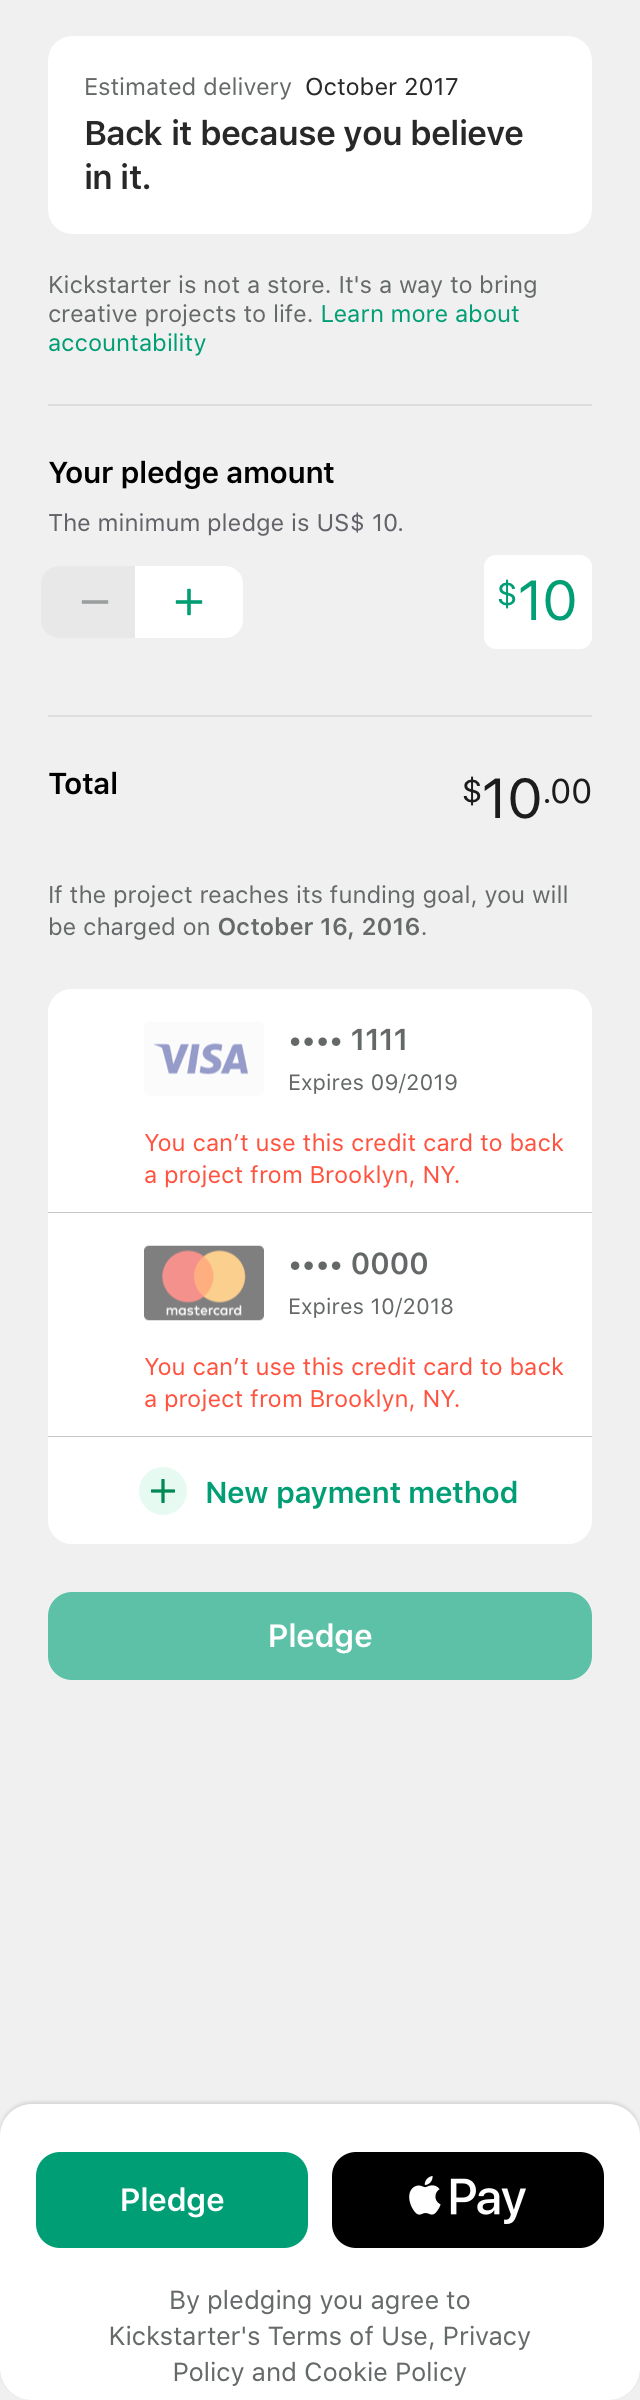 Estimated delivery October 2017
Back it because you believe
in it.
Kickstarter is not a store. It's a way to bring
creative projects to life. Learn more about
accountability
Your pledge amount
The minimum pledge is US$ 10.
− +
$10
Total
$10.00
If the project reaches its funding goal, you will
be charged on October 16, 2016.
VISA
•••• 1111
Expires 09/2019
You can’t use this credit card to back
a project from Brooklyn, NY.
mastercard
•••• 0000
Expires 10/2018
You can’t use this credit card to back
a project from Brooklyn, NY.
+ New payment method
Pledge
Pledge
Pay
By pledging you agree to
Kickstarter's Terms of Use, Privacy
Policy and Cookie Policy